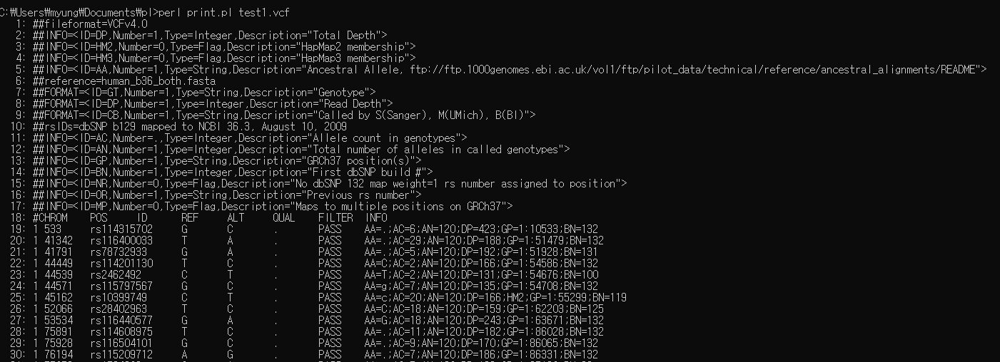 C:₩Users₩myung₩Documents₩pl>perl print.pl test1.vcf
1: ##fileformat=VCFv4.0
2: ##INFO=<ID=DP,Number=1,Type=Integer,Description="Total Depth">
3: ##INFO=<ID=HM2,Number=0,Type=Flag,Description="HapMap2 membership">
4: ##INFO=<ID=HM3,Number=0,Type=Flag,Description="HapMap3 membership">
5: ##INFO=<ID=AA,Number=1,Type=String,Description="Ancestral Allele, ftp://ftp.1000genomes.ebi.ac.uk/vol1/ftp/pilot_data/technical/reference/ancestral_alignments/README">
6: ##reference=human_b36_both.fasta
7: ##FORMAT=<ID=GT,Number=1,Type=String,Description="Genotype">
8: ##FORMAT=<ID=DP,Number=1,Type=Integer,Description="Read Depth">
9: ##FORMAT=<ID=CB,Number=1,Type=String,Description="Called by S(Sanger), M(UMich), B(BI)">
10: ##rsIDs=dbSNP b129 mapped to NCBI 36.3, August 10, 2009
11: ##INFO=<ID=AC,Number=.,Type=Integer,Description="Allele count in genotypes">
12: ##INFO=<ID=AN,Number=1,Type=Integer,Description="Total number of alleles in called genotypes">
13: ##INFO=<ID=GP,Number=1,Type=String,Description="GRCh37 position(s)">
14: ##INFO=<ID=BN,Number=1,Type=Integer,Description="First dbSNP build #">
15: ##INFO=<ID=NR,Number=0,Type=Flag,Description="No dbSNP 132 map weight=1 rs number assigned to position">
16: ##INFO=<ID=OR,Number=1,Type=String,Description="Previous rs number">
17: ##INFO=<ID=MP,Number=0,Type=Flag,Description="Maps to multiple positions on GRCh37">
18: #CHROM POS ID REF ALT QUAL FILTER INFO
19: 1 533 rs114315702 G C . PASS AA=.;AC=6;AN=120;DP=423;GP=1:10533;BN=132
20: 1 41342 rs116400033 T A . PASS AA=.;AC=29;AN=120;DP=188;GP=1:51479;BN=132
21: 1 41791 rs78732933 G A . PASS AA=.;AC=5;AN=120;DP=192;GP=1:51928;BN=131
22: 1 44449 rs114201130 T C . PASS AA=C;AC=2;AN=120;DP=166;GP=1:54586;BN=132
23: 1 44539 rs2462492 C T . PASS AA=T;AC=2;AN=120;DP=131;GP=1:54676;BN=100
24: 1 44571 rs115797567 G C . PASS AA=g;AC=7;AN=120;DP=135;GP=1:54708;BN=132
25: 1 45162 rs10399749 C T . PASS AA=c;AC=20;AN=120;DP=166;HM2;GP=1:55299;BN=119
26: 1 52066 rs28402963 T C . PASS AA=C;AC=18;AN=120;DP=159;GP=1:62203;BN=125
27: 1 53534 rs116440577 G A . PASS AA=G;AC=18;AN=120;DP=243;GP=1:63671;BN=132
28: 1 75891 rs114608975 T C . PASS AA=.;AC=11;AN=120;DP=182;GP=1:86028;BN=132
29: 1 75928 rs116504101 G C . PASS AA=.;AC=9;AN=120;DP=170;GP=1:86065;BN=132
30: 1 76194 rs115209712 A G . PASS AA=.;AC=7;AN=120;DP=186;GP=1:86331;BN=132